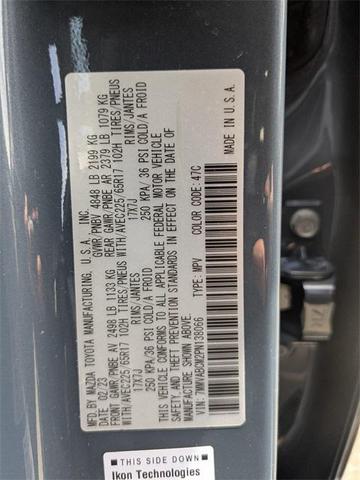 MFD.BY MAZDA TOYOTA MANUFACTURING, U.S.A., INC.
DATE: 02/23 GVWR/PNBV 4848 LB 2199 KG
FRONT GAWR/PNBE AV 2498 LB 1133 KG REAR GAWR/PNBE AR 2379 LB 1079 KG
WITH/AVEC225/65R17 102H TIRES/PNEUS WITH/AVEC225/65R17 102H TIRES/PNEUS
17X7J RIMS/JANTES 17X7J RIMS/JANTES
250 KPA/36 PSI COLD/A FROID 250 KPA/36 PSI COLD/A FROID
THIS VEHICLE CONFORMS TO ALL APPLICABLE FEDERAL MOTOR VEHICLE
SAFETY AND THEFT PREVENTION STANDARDS IN EFFECT ON THE DATE OF
MANUFACTURE SHOWN ABOVE.
VIN: 7MMVABCM2PN138066 TYPE: MPV COLOR CODE: 47C
MADE IN U.S.A.
THIS SIDE DOWN
Ikon Technologies